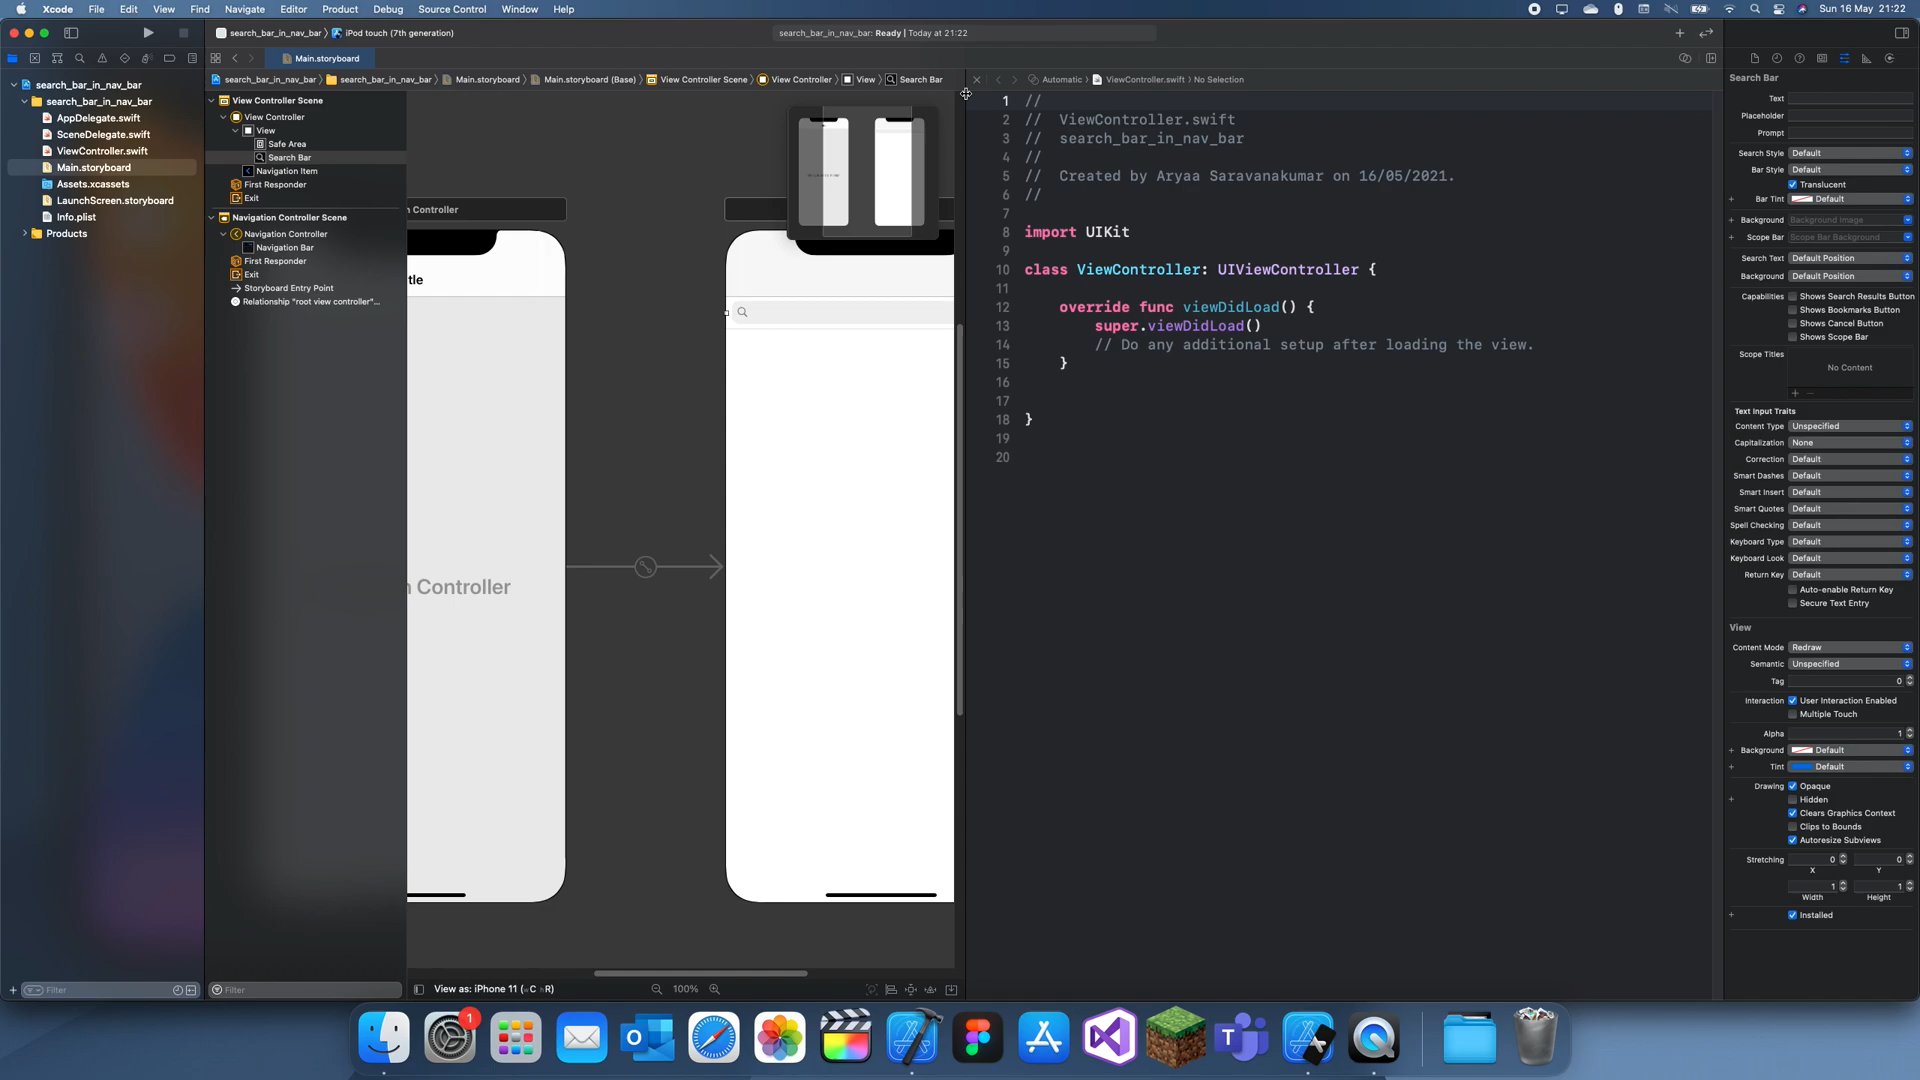 Xcode File Edit View Find Navigate Editor Product Debug Source Control Window Help
Sun 16 May 21:22
search_bar_in_nav_bar iPod touch (7th generation)
search_bar_in_nav_bar: Ready | Today at 21:22
Main.storyboard
search_bar_in_nav_bar search_bar_in_nav_bar Main.storyboard Main.storyboard (Base) View Controller Scene View Controller View Search Bar
Automatic ViewController.swift No Selection
search_bar_in_nav_bar
search_bar_in_nav_bar
AppDelegate.swift
SceneDelegate.swift
ViewController.swift
Main.storyboard
Assets.xcassets
LaunchScreen.storyboard
Info.plist
Products
View Controller Scene
View Controller
View
Safe Area
Search Bar
Navigation Item
First Responder
Exit
Navigation Controller Scene
Navigation Controller
Navigation Bar
First Responder
Exit
Storyboard Entry Point
Relationship "root view controller"...
Controller
tle
n Controller
1 //
2 // ViewController.swift
3 // search_bar_in_nav_bar
4 //
5 // Created by Aryaa Saravanakumar on 16/05/2021.
6 //
7
8 import UIKit
9
10 class ViewController: UIViewController {
11
12 override func viewDidLoad() {
13 super.viewDidLoad()
14 // Do any additional setup after loading the view.
15 }
16
17
18 }
19
20
Search Bar
Text
Placeholder
Prompt
Search Style Default
Bar Style Default
Translucent
Bar Tint Default
Background Background Image
Scope Bar Scope Bar Background
Search Text Default Position
Background Default Position
Capabilities Shows Search Results Button
Shows Bookmarks Button
Shows Cancel Button
Shows Scope Bar
Scope Titles
No Content
Text Input Traits
Content Type Unspecified
Capitalization None
Correction Default
Smart Dashes Default
Smart Insert Default
Smart Quotes Default
Spell Checking Default
Keyboard Type Default
Keyboard Look Default
Return Key Default
Auto-enable Return Key
Secure Text Entry
View
Content Mode Redraw
Semantic Unspecified
Tag 0
Interaction User Interaction Enabled
Multiple Touch
Alpha 1
Background Default
Tint Default
Drawing Opaque
Hidden
Clears Graphics Context
Clips to Bounds
Autoresize Subviews
Stretching 0 0
X Y
1 1
Width Height
Installed
Filter
Filter
View as: iPhone 11 (wC hR)
100%
1